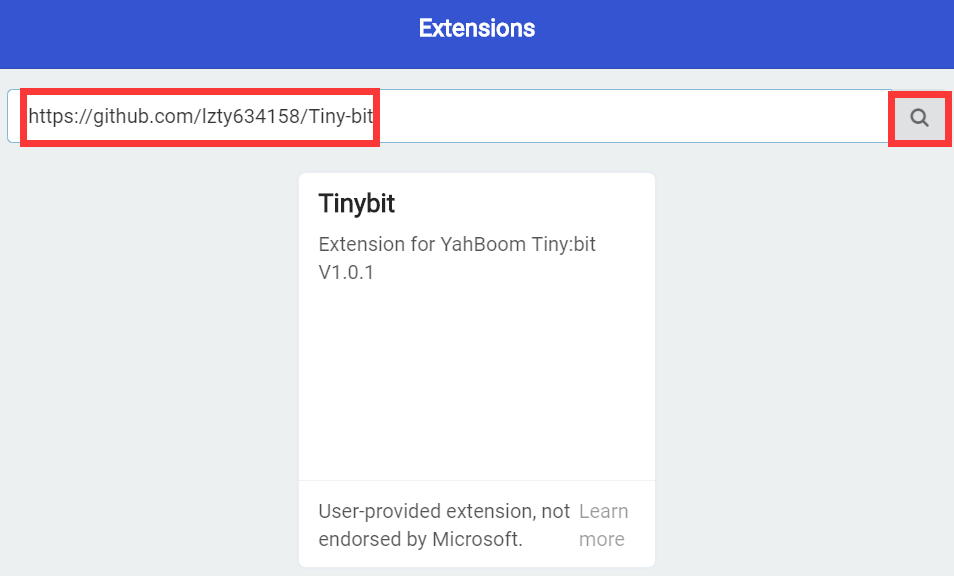 Extensions
https://github.com/lzty634158/Tiny-bit
Tinybit
Extension for YahBoom Tiny:bit
V1.0.1
User-provided extension, not
endorsed by Microsoft.
Learn
more